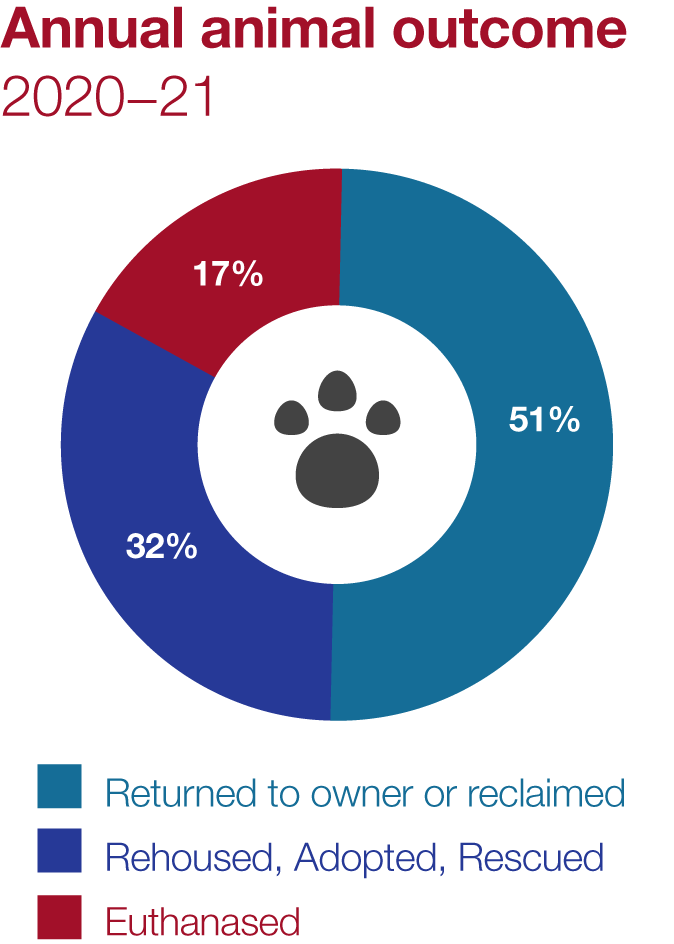 Annual animal outcome
2020–21
17%
51%
32%
Returned to owner or reclaimed
Rehoused, Adopted, Rescued
Euthanased